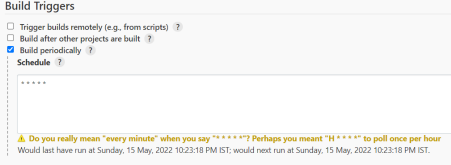 Build Triggers
Trigger builds remotely (e.g., from scripts) ?
Build after other projects are built ?
Build periodically ?
Schedule ?
* * * * *
Do you really mean "every minute" when you say "* * * * *"? Perhaps you meant "H * * * *" to poll once per hour
Would last have run at Sunday, 15 May, 2022 10:23:18 PM IST; would next run at Sunday, 15 May, 2022 10:23:18 PM IST.